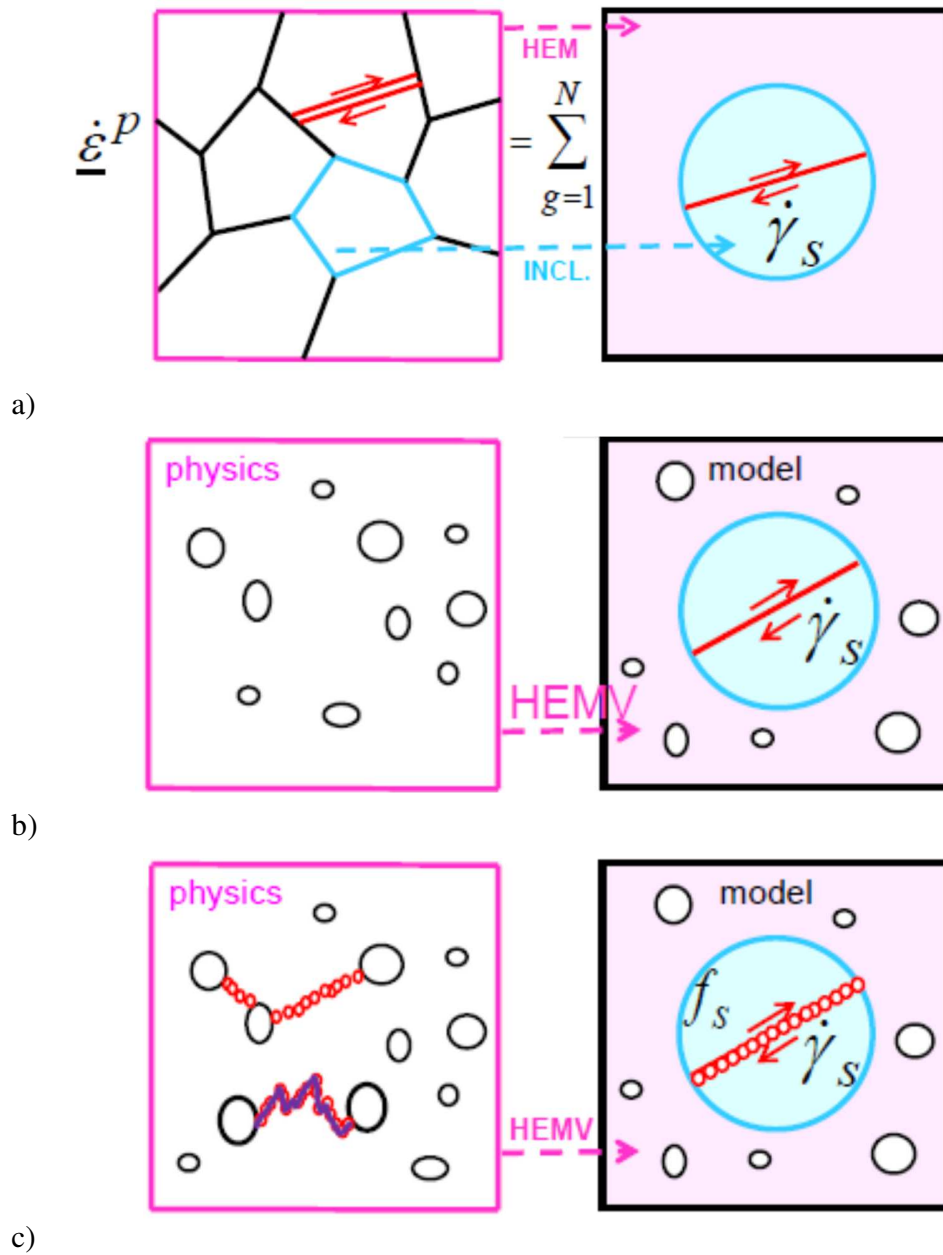 HEM
ε̇ᵖ
= ∑ N g=1
γ̇ₛ
INCL.
a)
physics
model
γ̇ₛ
HEMV
b)
physics
model
fₛ
γ̇ₛ
HEMV
c)